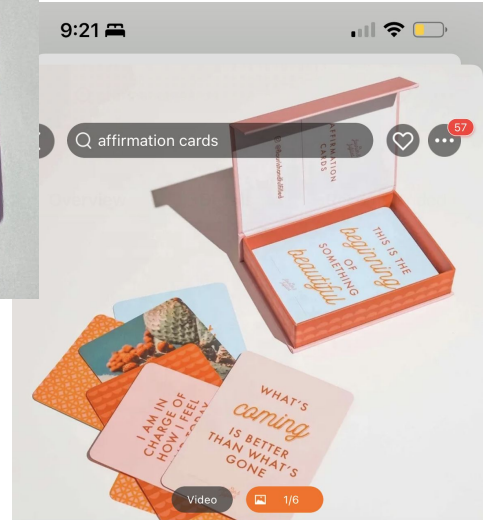 9:21
57
affirmation cards
AFFIRMATION
CARDS
THIS IS THE
beginning
OF
SOMETHING
beautiful
WHAT'S
coming
IS BETTER
THAN WHAT'S
GONE
I AM IN
CHARGE OF
HOW I FEEL
TODAY
Video
1/6